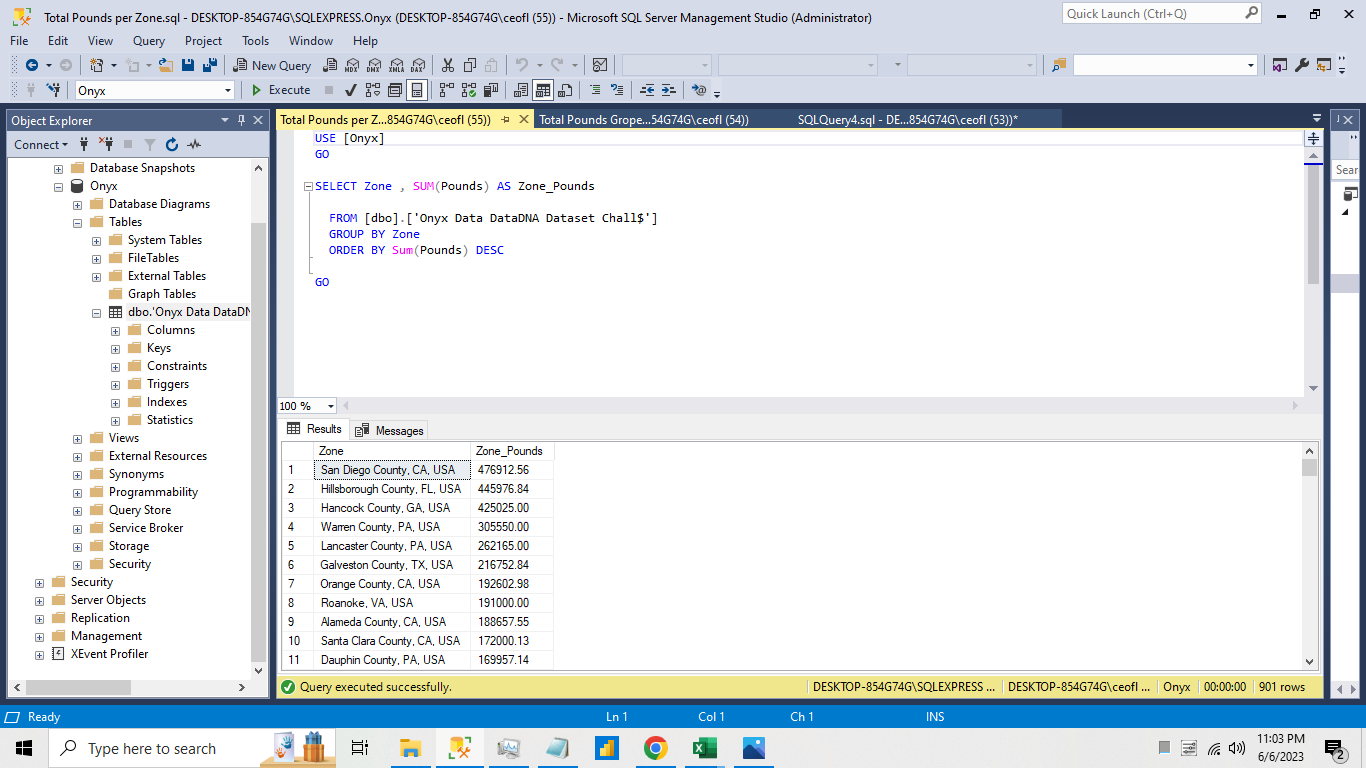 Total Pounds per Zone.sql - DESKTOP-854G74G\SQLEXPRESS.Onyx (DESKTOP-854G74G\ceofl (55)) - Microsoft SQL Server Management Studio (Administrator)
Quick Launch (Ctrl+Q)
File Edit View Query Project Tools Window Help
New Query
MDX DMX XMLA DAX
Onyx
Execute
Object Explorer
Total Pounds per Z...854G74G\ceofl (55))
Total Pounds Grope...54G74G\ceofl (54))
SQLQuery4.sql - DE...854G74G\ceofl (53))*
Connect
Database Snapshots
Onyx
Database Diagrams
Tables
System Tables
FileTables
External Tables
Graph Tables
dbo.'Onyx Data DataDN
Columns
Keys
Constraints
Triggers
Indexes
Statistics
Views
External Resources
Synonyms
Programmability
Query Store
Service Broker
Storage
Security
Security
Server Objects
Replication
Management
XEvent Profiler
USE [Onyx]
GO
SELECT Zone , SUM(Pounds) AS Zone_Pounds
FROM [dbo].['Onyx Data DataDNA Dataset Chall$']
GROUP BY Zone
ORDER BY Sum(Pounds) DESC
GO
Sear
100 %
Results Messages
Zone Zone_Pounds
1 San Diego County, CA, USA 476912.56
2 Hillsborough County, FL, USA 445976.84
3 Hancock County, GA, USA 425025.00
4 Warren County, PA, USA 305550.00
5 Lancaster County, PA, USA 262165.00
6 Galveston County, TX, USA 216752.84
7 Orange County, CA, USA 192602.98
8 Roanoke, VA, USA 191000.00
9 Alameda County, CA, USA 188657.55
10 Santa Clara County, CA, USA 172000.13
11 Dauphin County, PA, USA 169957.14
Query executed successfully.
DESKTOP-854G74G\SQLEXPRESS ... DESKTOP-854G74G\ceofl ... Onyx 00:00:00 901 rows
Ready Ln 1 Col 1 Ch 1 INS
Type here to search
11:03 PM
6/6/2023
2